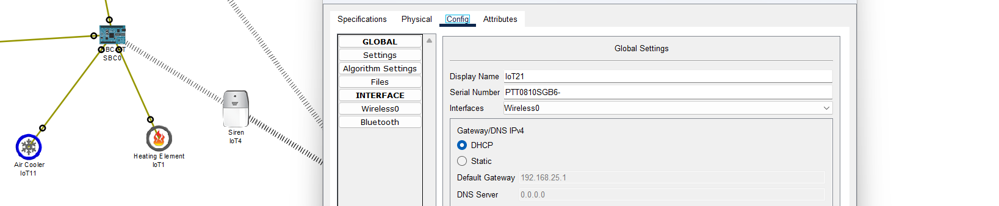 SBC0
Siren
IoT4
Air Cooler
IoT11
Heating Element
IoT1
Specifications
Physical
Config
Attributes
GLOBAL
Settings
Algorithm Settings
Files
INTERFACE
Wireless0
Bluetooth
Global Settings
Display Name IoT21
Serial Number PTT0810SGB6-
Interfaces Wireless0
Gateway/DNS IPv4
DHCP
Static
Default Gateway 192.168.25.1
DNS Server 0.0.0.0